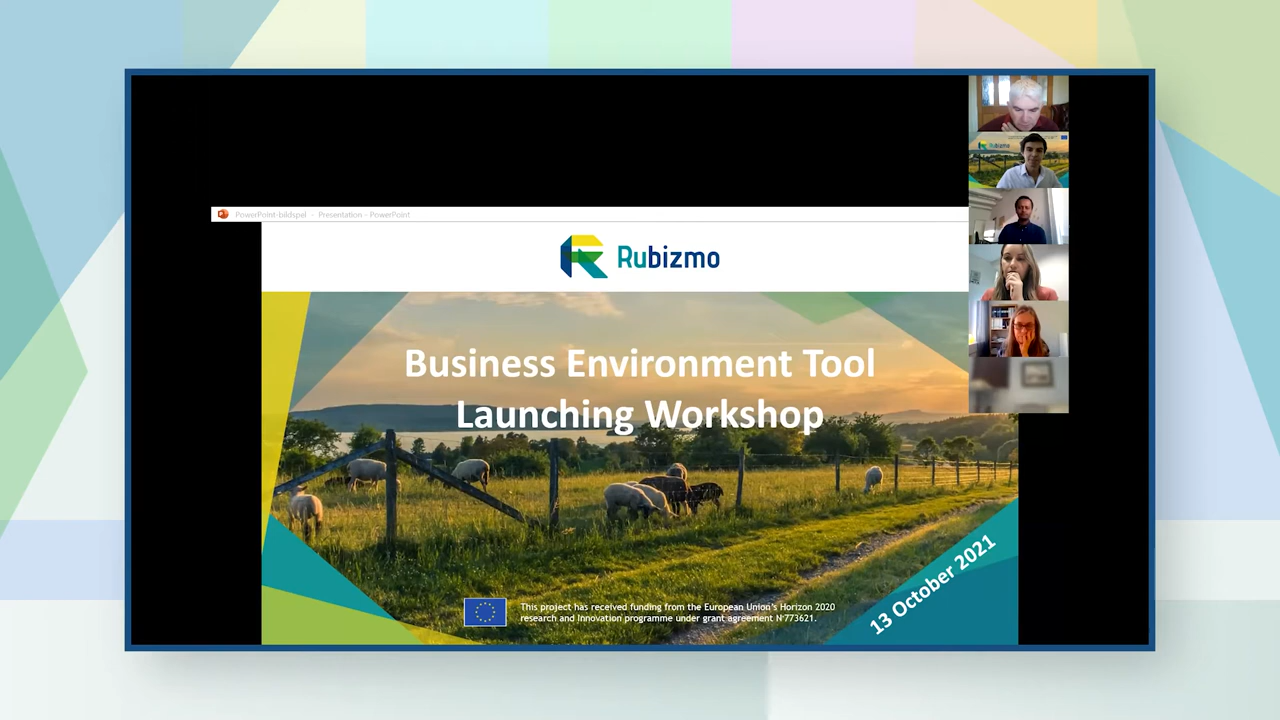 PowerPoint-bildspel - Presentation - PowerPoint
Rubizmo
Rubizmo
Business Environment Tool
Launching Workshop
13 October 2021
This project has received funding from the European Union's Horizon 2020
research and Innovation programme under grant agreement N°773621.